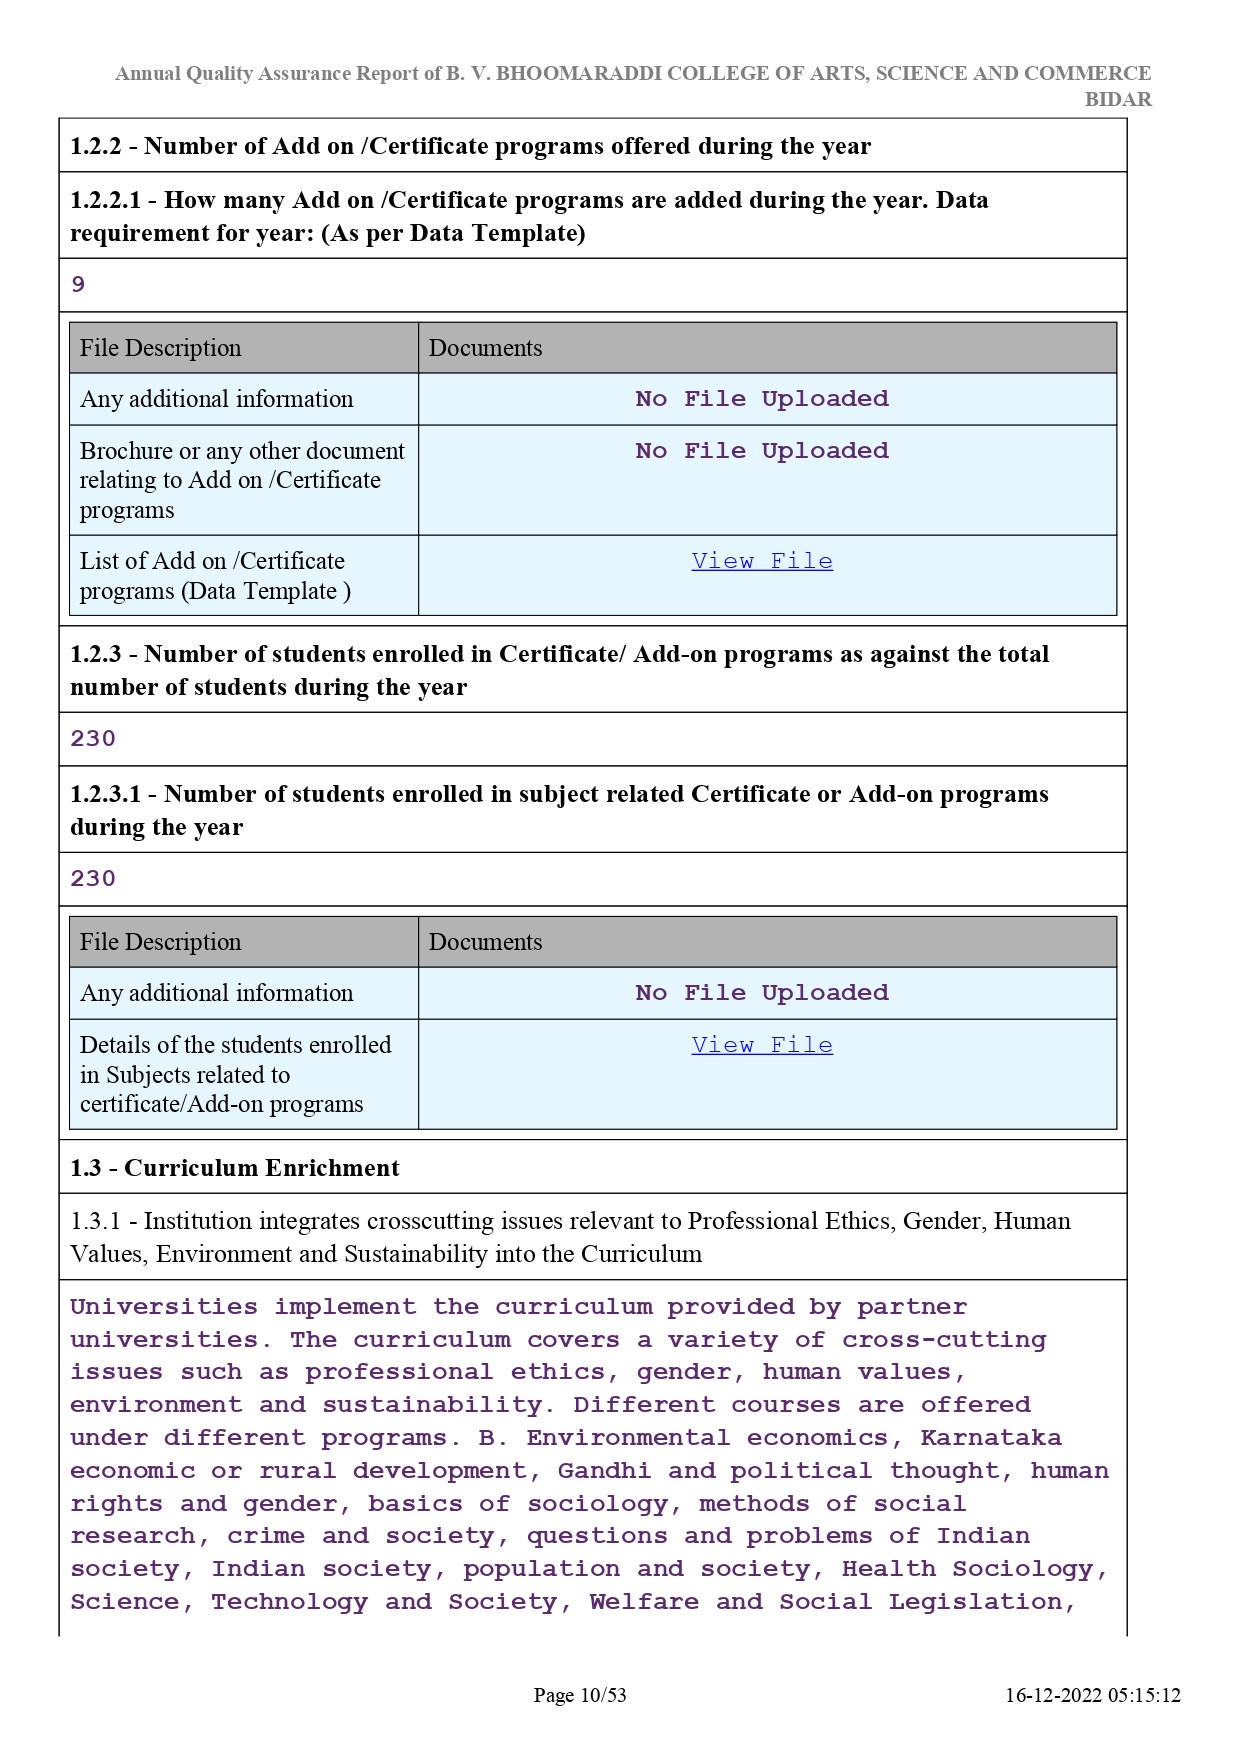 Annual Quality Assurance Report of B. V. BHOOMARADDI COLLEGE OF ARTS, SCIENCE AND COMMERCE
BIDAR
1.2.2 - Number of Add on /Certificate programs offered during the year
1.2.2.1 - How many Add on /Certificate programs are added during the year. Data
requirement for year: (As per Data Template)
9
File Description Documents
Any additional information No File Uploaded
Brochure or any other document No File Uploaded
relating to Add on /Certificate
programs
List of Add on /Certificate View File
programs (Data Template )
1.2.3 - Number of students enrolled in Certificate/ Add-on programs as against the total
number of students during the year
230
1.2.3.1 - Number of students enrolled in subject related Certificate or Add-on programs
during the year
230
File Description Documents
Any additional information No File Uploaded
Details of the students enrolled View File
in Subjects related to
certificate/Add-on programs
1.3 - Curriculum Enrichment
1.3.1 - Institution integrates crosscutting issues relevant to Professional Ethics, Gender, Human
Values, Environment and Sustainability into the Curriculum
Universities implement the curriculum provided by partner
universities. The curriculum covers a variety of cross-cutting
issues such as professional ethics, gender, human values,
environment and sustainability. Different courses are offered
under different programs. B. Environmental economics, Karnataka
economic or rural development, Gandhi and political thought, human
rights and gender, basics of sociology, methods of social
research, crime and society, questions and problems of Indian
society, Indian society, population and society, Health Sociology,
Science, Technology and Society, Welfare and Social Legislation,
Page 10/53 16-12-2022 05:15:12